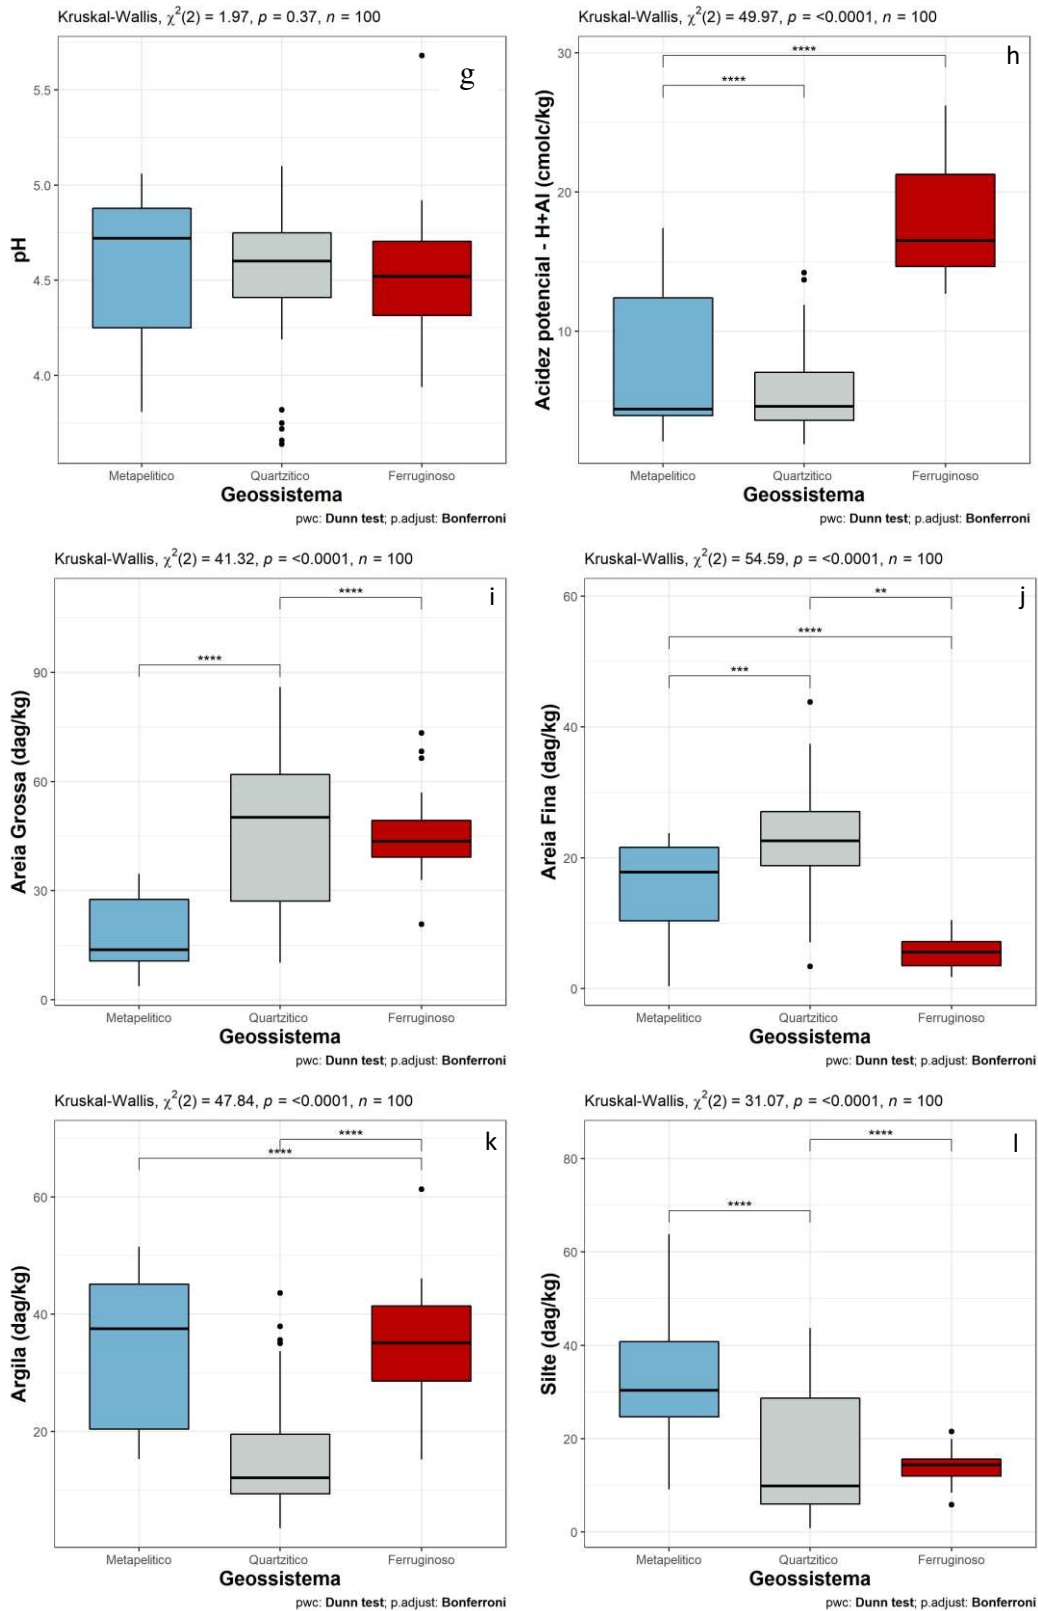 Kruskal-Wallis, χ²(2) = 1.97, p = 0.37, n = 100
g
5.5
5.0
4.5
4.0
pH
Metapelitico Quartzitico Ferruginoso
Geossistema
pwc: Dunn test; p.adjust: Bonferroni
Kruskal-Wallis, χ²(2) = 49.97, p = <0.0001, n = 100
h
****
****
30
20
10
Acidez potencial - H+Al (cmolc/kg)
Metapelitico Quartzitico Ferruginoso
Geossistema
pwc: Dunn test; p.adjust: Bonferroni
Kruskal-Wallis, χ²(2) = 41.32, p = <0.0001, n = 100
i
****
****
90
60
30
0
Areia Grossa (dag/kg)
Metapelitico Quartzitico Ferruginoso
Geossistema
pwc: Dunn test; p.adjust: Bonferroni
Kruskal-Wallis, χ²(2) = 54.59, p = <0.0001, n = 100
j
**
****
***
60
40
20
0
Areia Fina (dag/kg)
Metapelitico Quartzitico Ferruginoso
Geossistema
pwc: Dunn test; p.adjust: Bonferroni
Kruskal-Wallis, χ²(2) = 47.84, p = <0.0001, n = 100
k
****
****
60
40
20
Argila (dag/kg)
Metapelitico Quartzitico Ferruginoso
Geossistema
pwc: Dunn test; p.adjust: Bonferroni
Kruskal-Wallis, χ²(2) = 31.07, p = <0.0001, n = 100
l
****
****
80
60
40
20
0
Silte (dag/kg)
Metapelitico Quartzitico Ferruginoso
Geossistema
pwc: Dunn test; p.adjust: Bonferroni